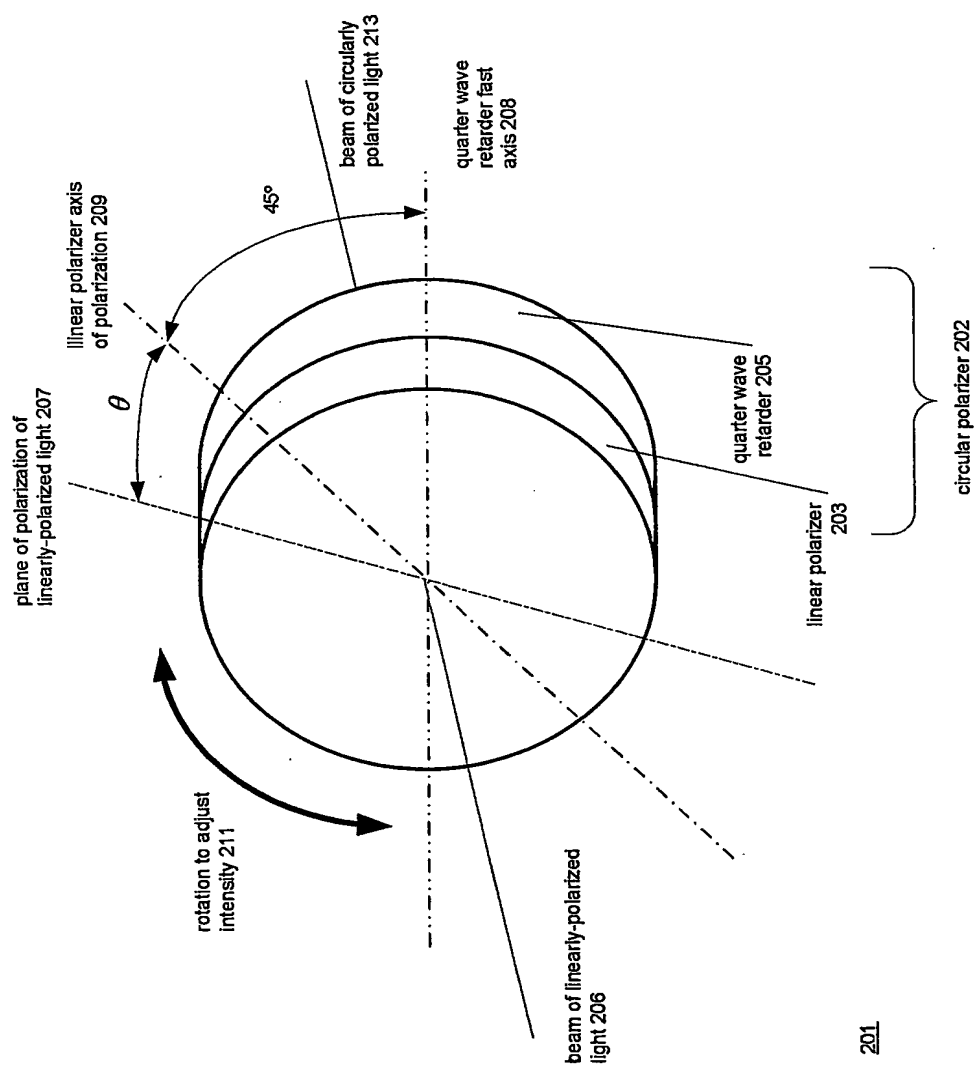 plane of polarization of
linearly-polarized light 207
llinear polarizer axis
of polarization 209
θ
45º
beam of circularly
polarized light 213
quarter wave
retarder fast
axis 208
rotation to adjust
intensity 211
beam of linearly-polarized
light 206
linear polarizer
203
quarter wave
retarder 205
circular polarizer 202
201